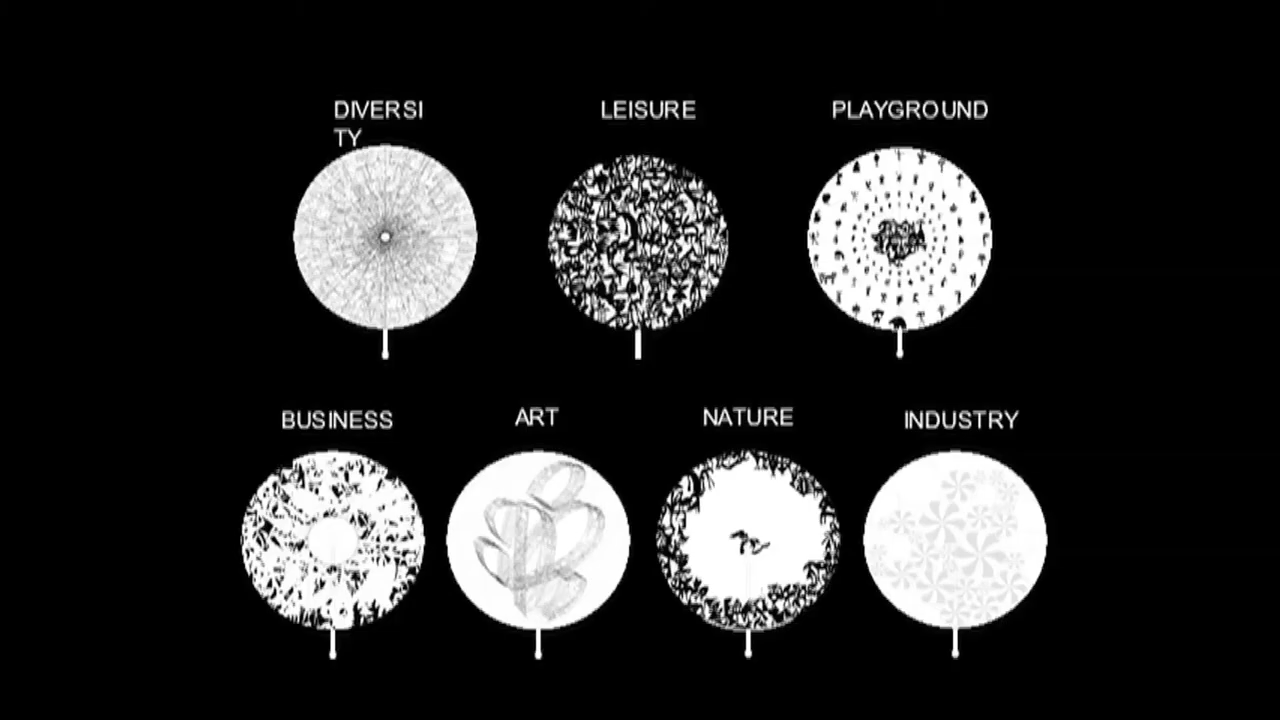 DIVERSI
TY
LEISURE
PLAYGROUND
BUSINESS
ART
NATURE
INDUSTRY